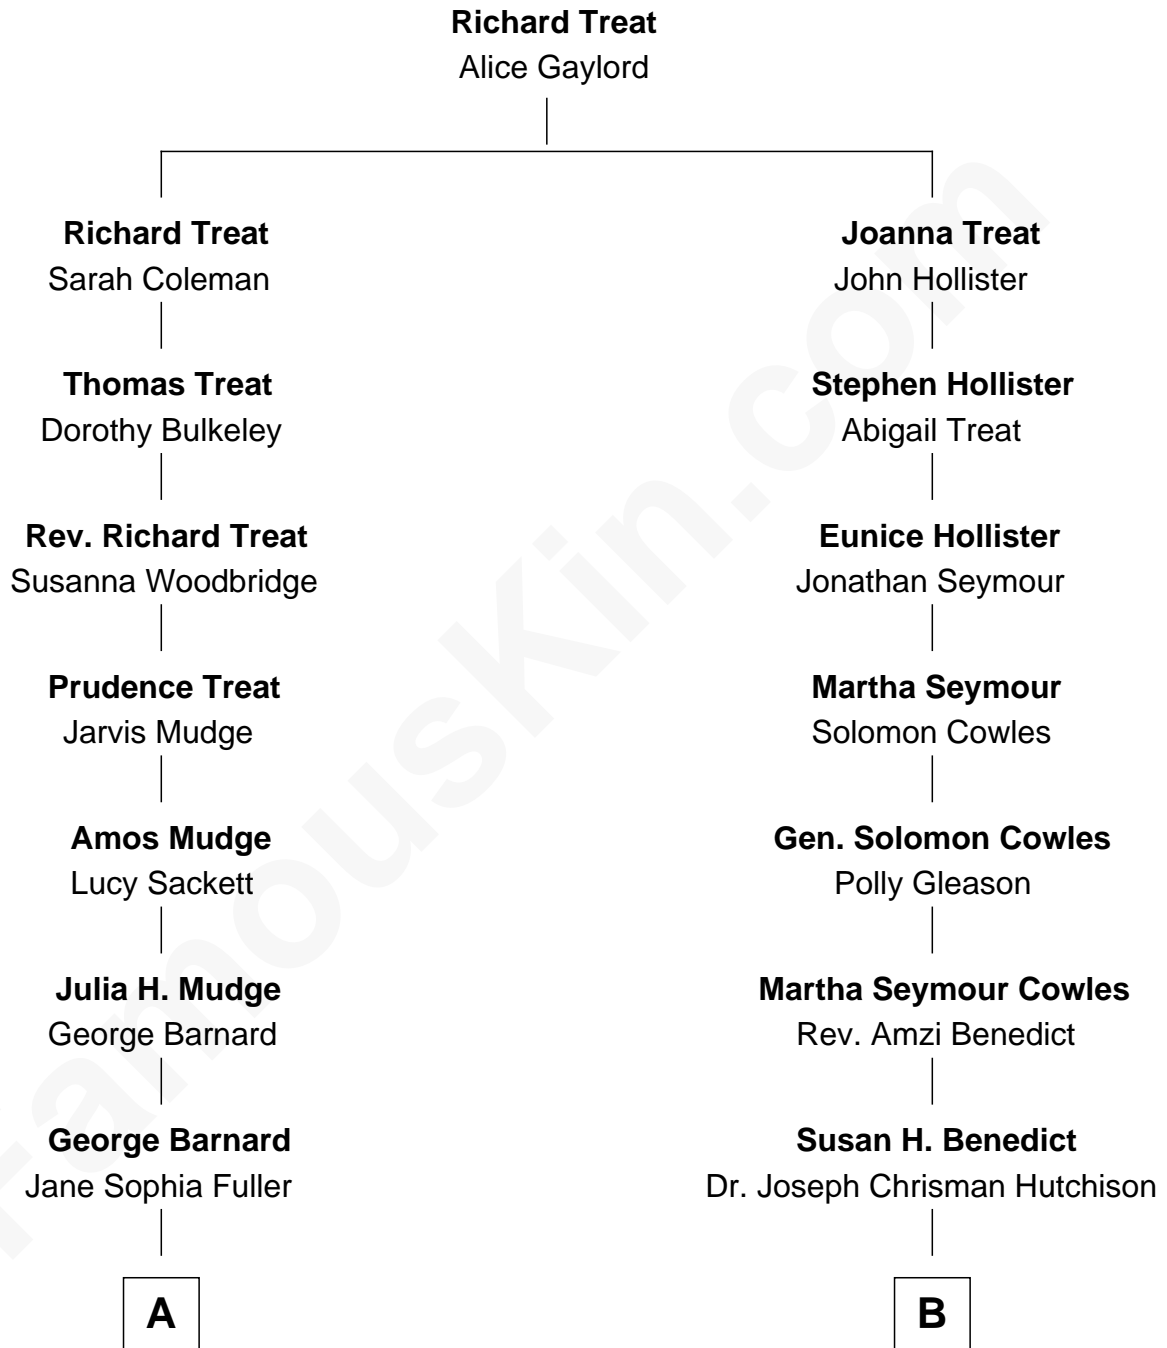 Richard Treat
Alice Gaylord
Richard Treat
Sarah Coleman
Thomas Treat
Dorothy Bulkeley
Rev. Richard Treat
Susanna Woodbridge
Prudence Treat
Jarvis Mudge
Amos Mudge
Lucy Sackett
Julia H. Mudge
George Barnard
George Barnard
Jane Sophia Fuller
A
Joanna Treat
John Hollister
Stephen Hollister
Abigail Treat
Eunice Hollister
Jonathan Seymour
Martha Seymour
Solomon Cowles
Gen. Solomon Cowles
Polly Gleason
Martha Seymour Cowles
Rev. Amzi Benedict
Susan H. Benedict
Dr. Joseph Chrisman Hutchison
B
FamousKin.com